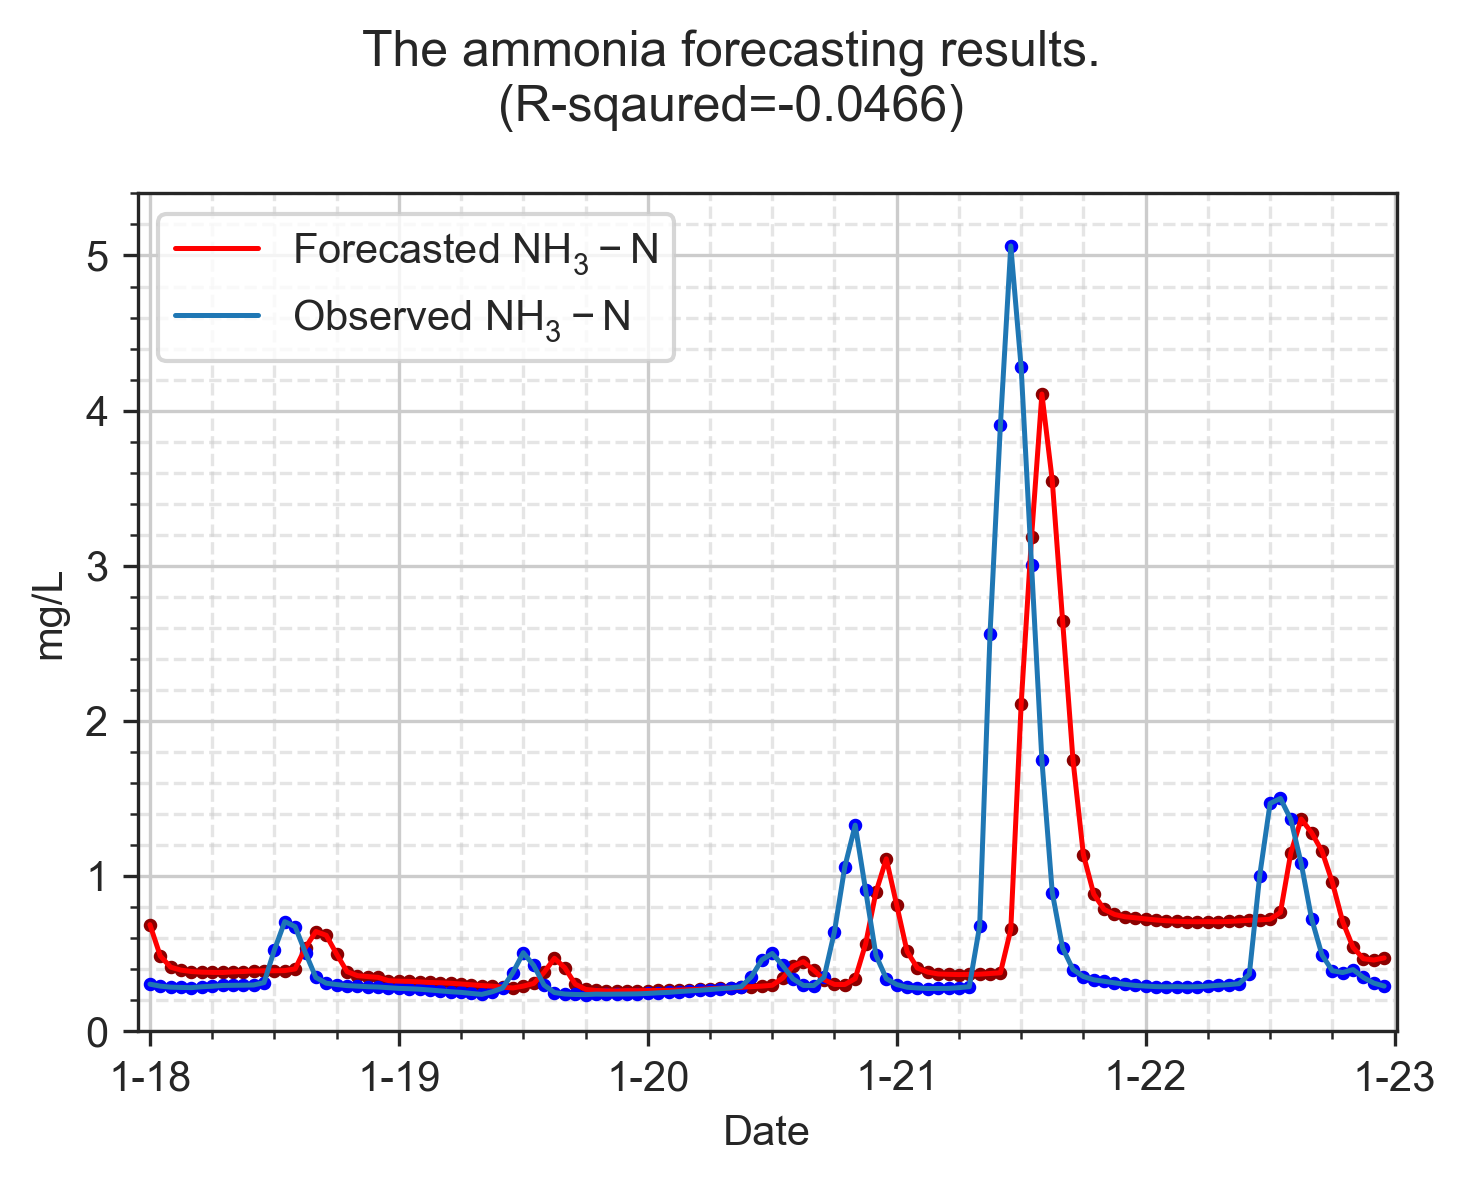 The ammonia forecasting results.
(R-sqaured=-0.0466)
Forecasted NH₃ − N
Observed NH₃ − N
5
4
3
2
1
0
mg/L
1-18 1-19 1-20 1-21 1-22 1-23
Date